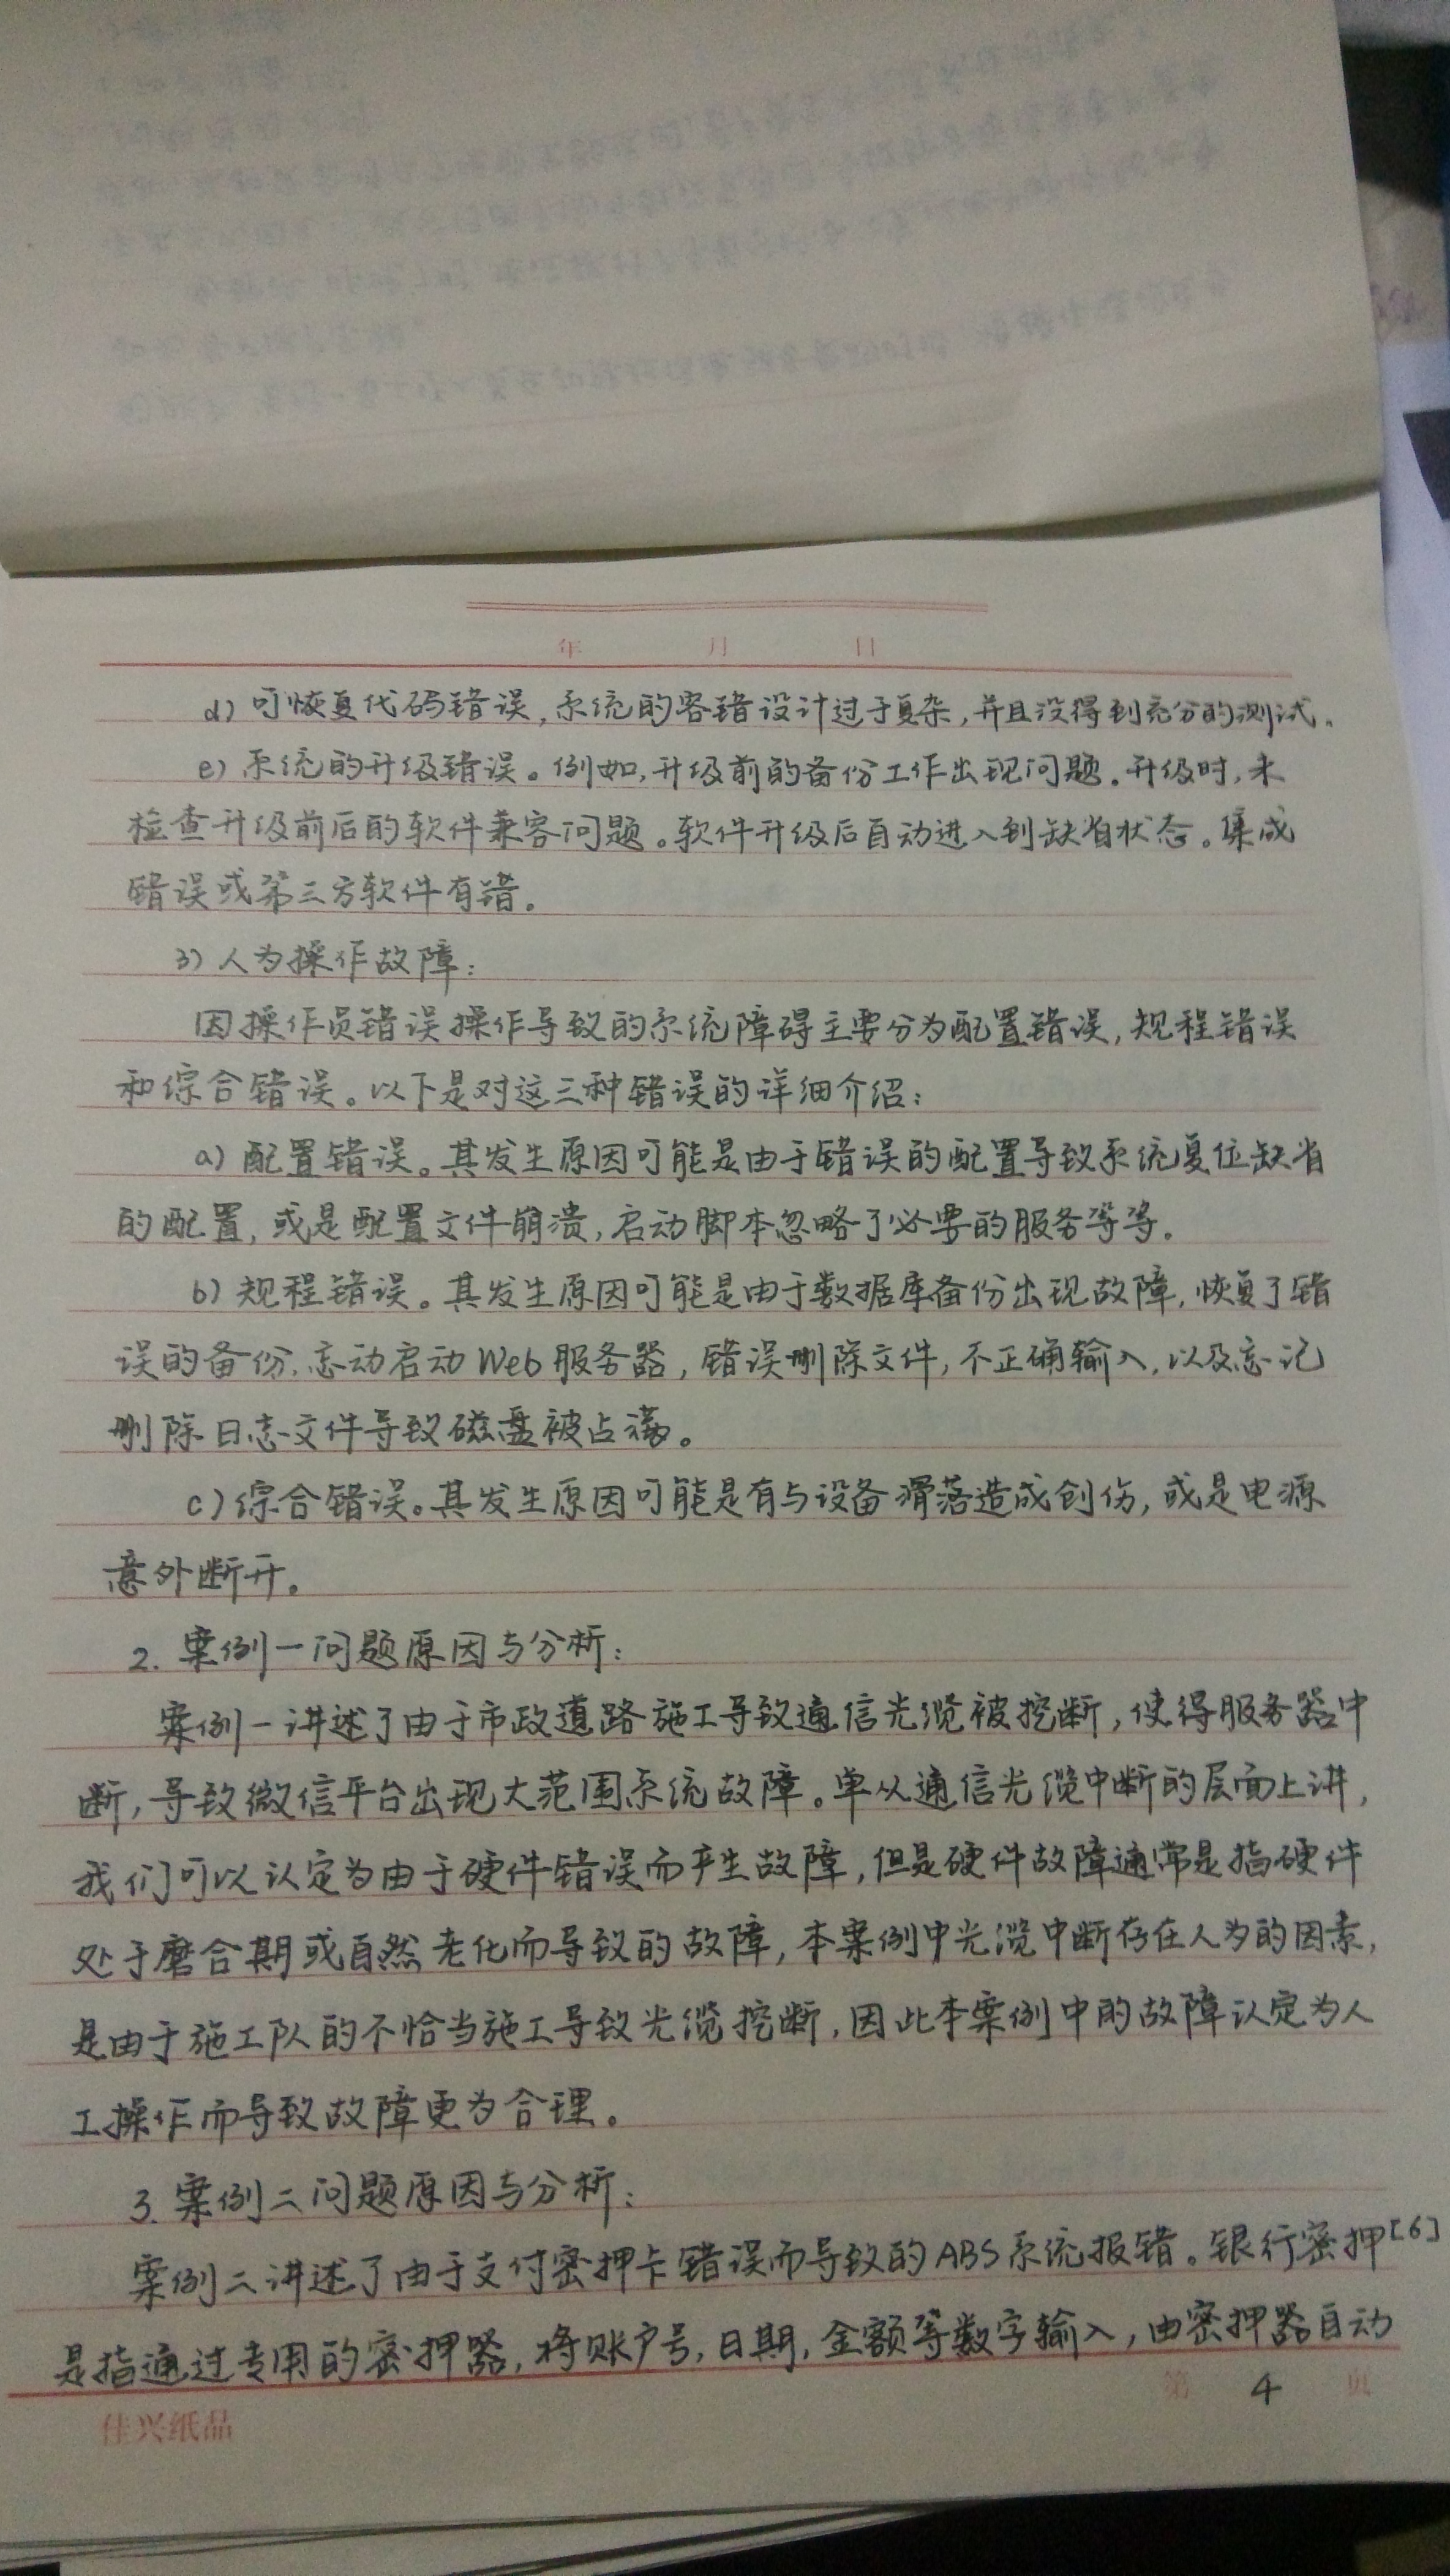 年 月 日
d) 可恢复代码错误,系统的容错设计过于复杂,并且没得到充分的测试。
e) 系统的升级错误。例如,升级前的备份工作出现问题.升级时,未
检查升级前后的软件兼容问题。软件升级后自动进入到缺省状态。集成
错误或第三方软件有错.
3) 人为操作故障:
因操作员错误操作导致的系统障碍主要分为配置错误,规程错误
和综合错误。以下是对这三种错误的详细介绍:
a) 配置错误。其发生原因可能是由于错误的配置导致系统复位缺省
的配置,或是配置文件崩溃,启动脚本忽略了必要的服务等等.
b) 规程错误。其发生原因可能是由于数据库备份出现故障,恢复了错
误的备份.忘动启动Web服务器,错误删除文件,不正确输入.以及忘记
删除日志文件导致磁盘被占满。
c) 综合错误。其发生原因可能是有与设备滑落造成创伤,或是电源
意外断开。
2. 案例一问题原因与分析:
案例一讲述了由于市政道路施工导致通信光缆被挖断,使得服务器中
断,导致微信平台出现大范围系统故障。单从通信光缆中断的层面上讲,
我们可以认定为由于硬件错误而产生故障,但是硬件故障通常是指硬件
处于磨合期或自然老化而导致的故障,本案例中光缆中断存在人为的因素,
是由于施工队的不恰当施工导致光缆挖断,因此本案例中的故障认定为人
工操作而导致故障更为合理。
3. 案例二问题原因与分析:
案例二讲述了由于支付密押卡错误而导致的ABS系统报错。银行密押[6]
是指通过专用的密押器,将账户号,日期,金额等数字输入,由密押器自动
第 4 页
佳兴纸品